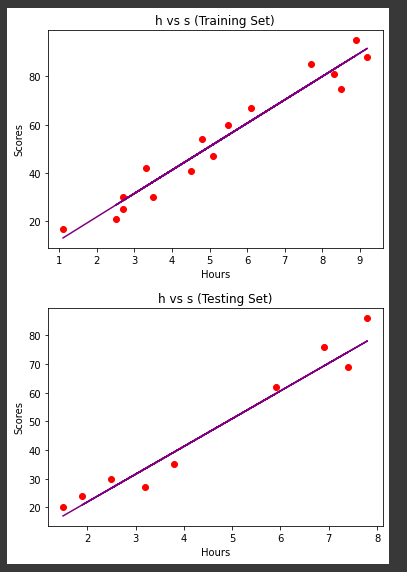 h vs s (Training Set)
80
60
40
20
Scores
1 2 3 4 5 6 7 8 9
Hours
h vs s (Testing Set)
80
70
60
50
40
30
20
Scores
2 3 4 5 6 7 8
Hours